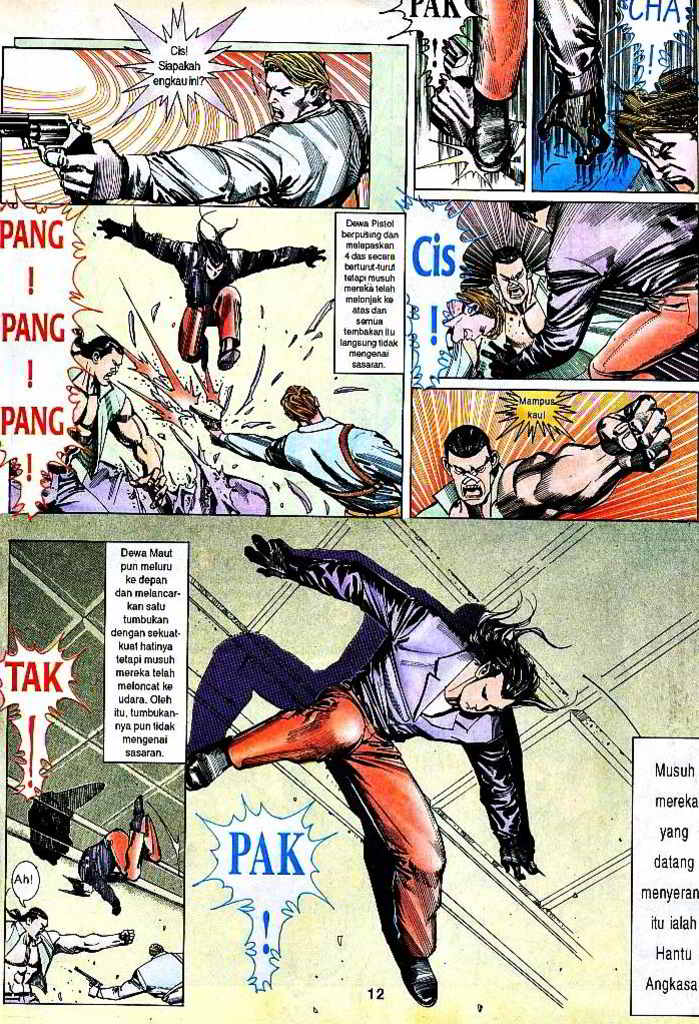 Cis!
Siapakah
engkau ini?
PAK
!
CHA
!
PANG
!
PANG
!
PANG
!
Dewa Pistol
berpusing dan
melepaskan
4 das secara
berturut-turut
tetapi musuh
mereka telah
melonjak ke
atas dan
semua
tembakan itu
langsung tidak
mengenai
sasaran.
Cis
!
Mampus
kau!
Dewa Maut
pun meluru
ke depan
dan melancar-
kan satu
tumbukan
dengan sekuat-
kuat hatinya
tetapi musuh
mereka telah
meloncat ke
udara. Oleh
itu, tumbukan-
nya pun tidak
mengenai
sasaran.
TAK
!
Ah!
PAK
!
Musuh
mereka
yang
datang
menyeran
itu ialah
Hantu
Angkasa
12